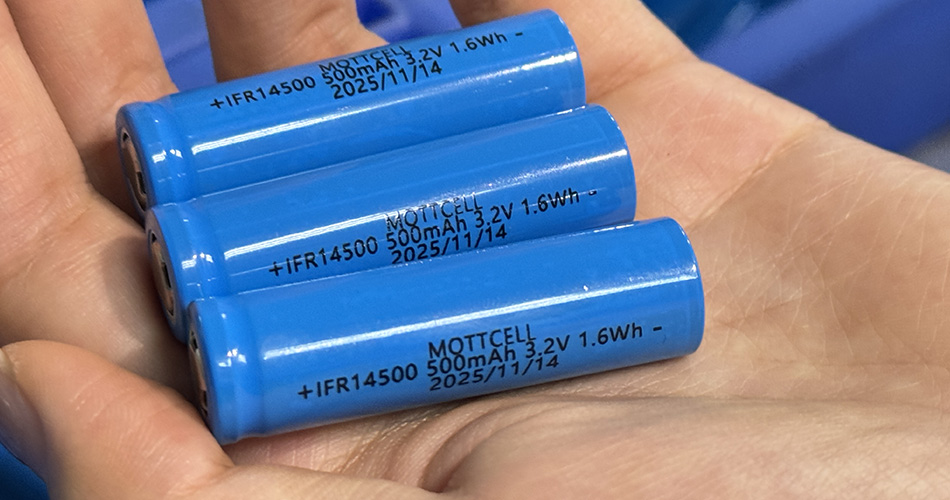 MOTTCELL
+IFR14500 500mAh 3.2V 1.6Wh -
2025/11/14
MOTTCELL
+IFR14500 500mAh 3.2V 1.6Wh -
2025/11/14
MOTTCELL
+IFR14500 500mAh 3.2V 1.6Wh -
2025/11/14